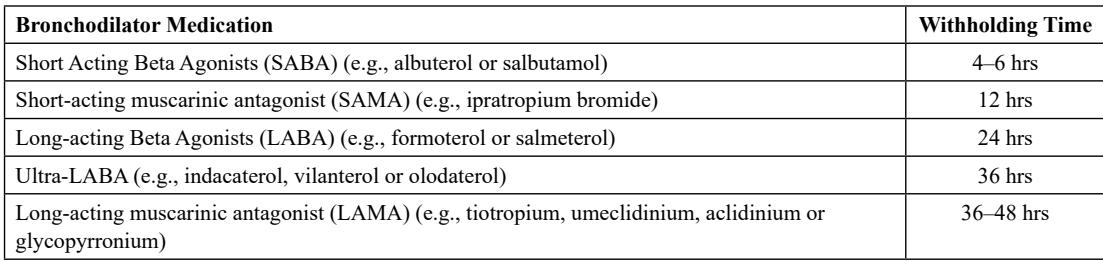 Bronchodilator Medication Withholding Time
Short Acting Beta Agonists (SABA) (e.g., albuterol or salbutamol) 4–6 hrs
Short-acting muscarinic antagonist (SAMA) (e.g., ipratropium bromide) 12 hrs
Long-acting Beta Agonists (LABA) (e.g., formoterol or salmeterol) 24 hrs
Ultra-LABA (e.g., indacaterol, vilanterol or olodaterol) 36 hrs
Long-acting muscarinic antagonist (LAMA) (e.g., tiotropium, umeclidinium, aclidinium or 36–48 hrs
glycopyrronium)